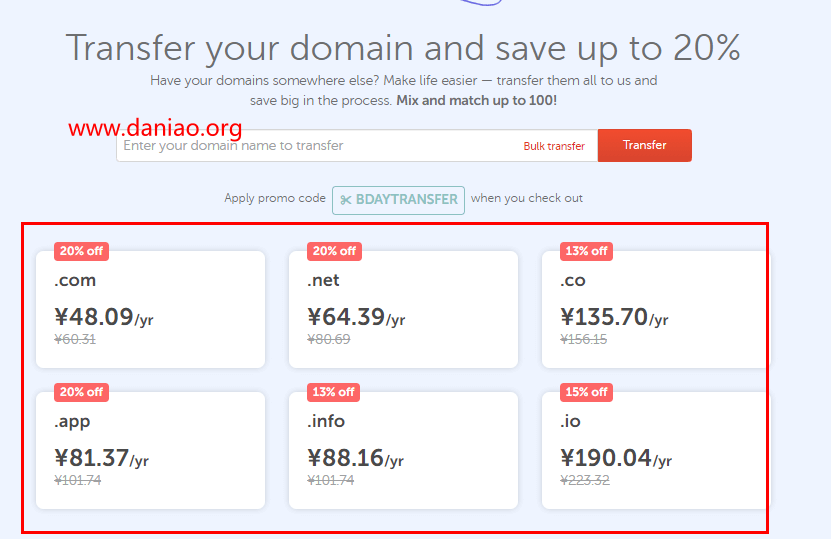 Transfer your domain and save up to 20%
Have your domains somewhere else? Make life easier — transfer them all to us and
save big in the process. Mix and match up to 100!
www.daniao.org
Enter your domain name to transfer Bulk transfer Transfer
Apply promo code BDAYTRANSFER when you check out
20% off 20% off 13% off
.com .net .co
¥48.09/yr ¥64.39/yr ¥135.70/yr
¥60.31 ¥80.69 ¥156.15
20% off 13% off 15% off
.app .info .io
¥81.37/yr ¥88.16/yr ¥190.04/yr
¥101.74 ¥101.74 ¥223.32